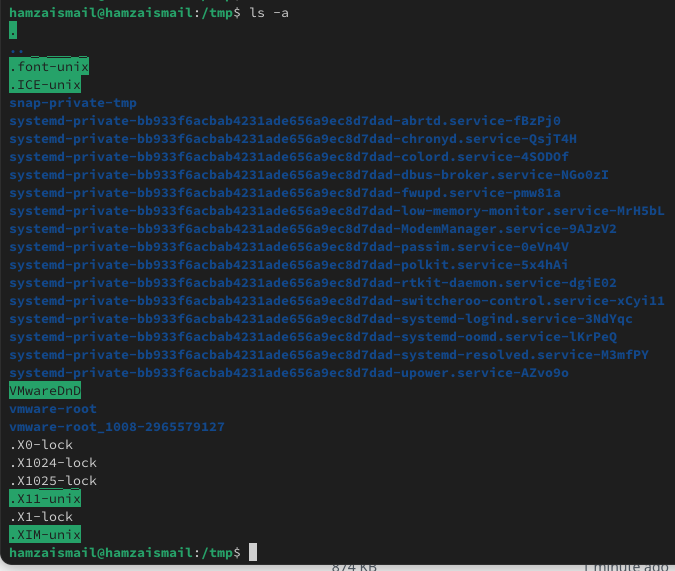 hamzaismail@hamzaismail:/tmp$ ls -a
.
..
.font-unix
.ICE-unix
snap-private-tmp
systemd-private-bb933f6acbab4231ade656a9ec8d7dad-abrtd.service-fBzPj0
systemd-private-bb933f6acbab4231ade656a9ec8d7dad-chronyd.service-QsjT4H
systemd-private-bb933f6acbab4231ade656a9ec8d7dad-colord.service-4SODOf
systemd-private-bb933f6acbab4231ade656a9ec8d7dad-dbus-broker.service-NGo0zI
systemd-private-bb933f6acbab4231ade656a9ec8d7dad-fwupd.service-pmw81a
systemd-private-bb933f6acbab4231ade656a9ec8d7dad-low-memory-monitor.service-MrH5bL
systemd-private-bb933f6acbab4231ade656a9ec8d7dad-ModemManager.service-9AJzV2
systemd-private-bb933f6acbab4231ade656a9ec8d7dad-passim.service-0eVn4V
systemd-private-bb933f6acbab4231ade656a9ec8d7dad-polkit.service-5x4hAi
systemd-private-bb933f6acbab4231ade656a9ec8d7dad-rtkit-daemon.service-dgiE02
systemd-private-bb933f6acbab4231ade656a9ec8d7dad-switcheroo-control.service-xCyi11
systemd-private-bb933f6acbab4231ade656a9ec8d7dad-systemd-logind.service-3NdYqc
systemd-private-bb933f6acbab4231ade656a9ec8d7dad-systemd-oomd.service-lKrPeQ
systemd-private-bb933f6acbab4231ade656a9ec8d7dad-systemd-resolved.service-M3mfPY
systemd-private-bb933f6acbab4231ade656a9ec8d7dad-upower.service-AZvo9o
VMwareDnD
vmware-root
vmware-root_1008-2965579127
.X0-lock
.X1024-lock
.X1025-lock
.X11-unix
.X1-lock
.XIM-unix
hamzaismail@hamzaismail:/tmp$
874 KB 1 minute ago